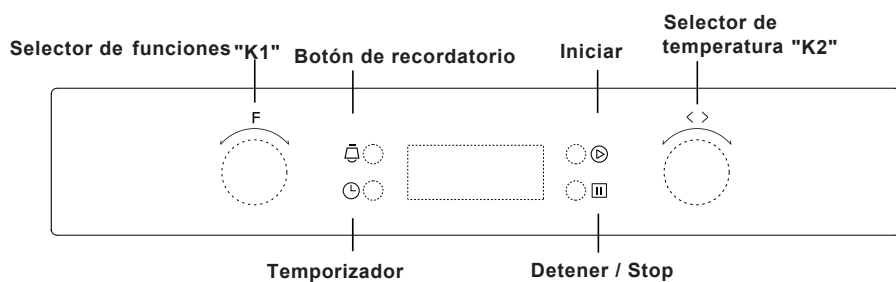 Selector de funciones "K1"
Botón de recordatorio
Iniciar
Selector de
temperatura "K2"
F
Temporizador
Detener / Stop